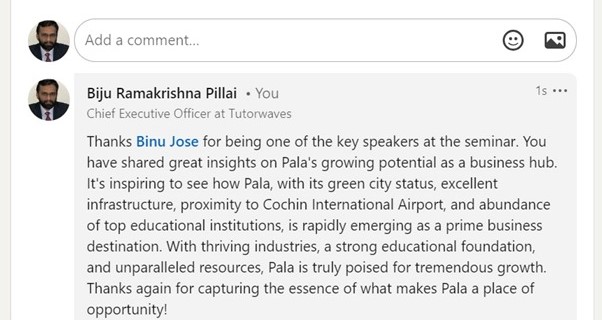 Add a comment...
Biju Ramakrishna Pillai • You
1s •••
Chief Executive Officer at Tutorwaves
Thanks Binu Jose for being one of the key speakers at the seminar. You
have shared great insights on Pala's growing potential as a business hub.
It's inspiring to see how Pala, with its green city status, excellent
infrastructure, proximity to Cochin International Airport, and abundance
of top educational institutions, is rapidly emerging as a prime business
destination. With thriving industries, a strong educational foundation,
and unparalleled resources, Pala is truly poised for tremendous growth.
Thanks again for capturing the essence of what makes Pala a place of
opportunity!